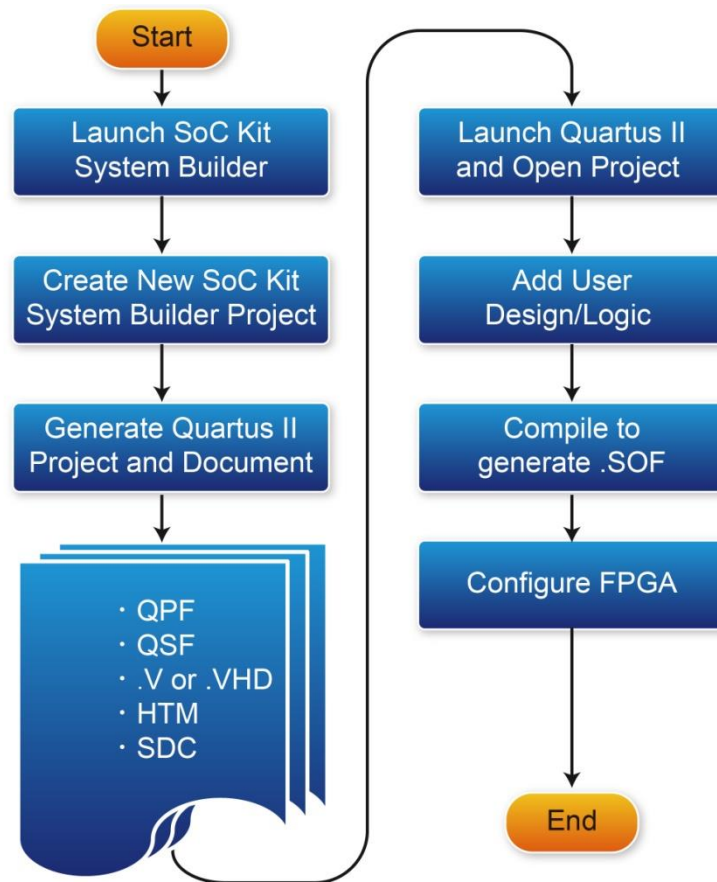 Start
Launch SoC Kit
System Builder
Create New SoC Kit
System Builder Project
Generate Quartus II
Project and Document
· QPF
· QSF
· .V or .VHD
· HTM
· SDC
Launch Quartus II
and Open Project
Add User
Design/Logic
Compile to
generate .SOF
Configure FPGA
End